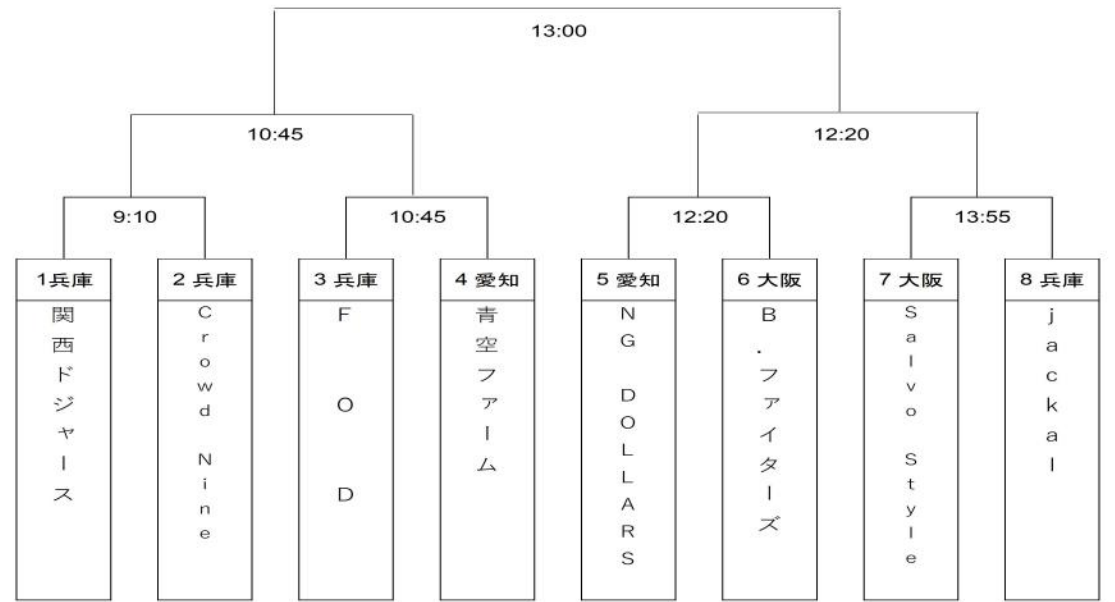 13:00
10:45
12:20
9:10
10:45
12:20
13:55
1兵庫
2 兵庫
3 兵庫
4 愛知
5 愛知
6 大阪
7 大阪
8 兵庫
関西ドジャース
Crowd Nine
F O D
青空ファーム
NG DOLLARS
B.ファイターズ
Salvo Style
jackal